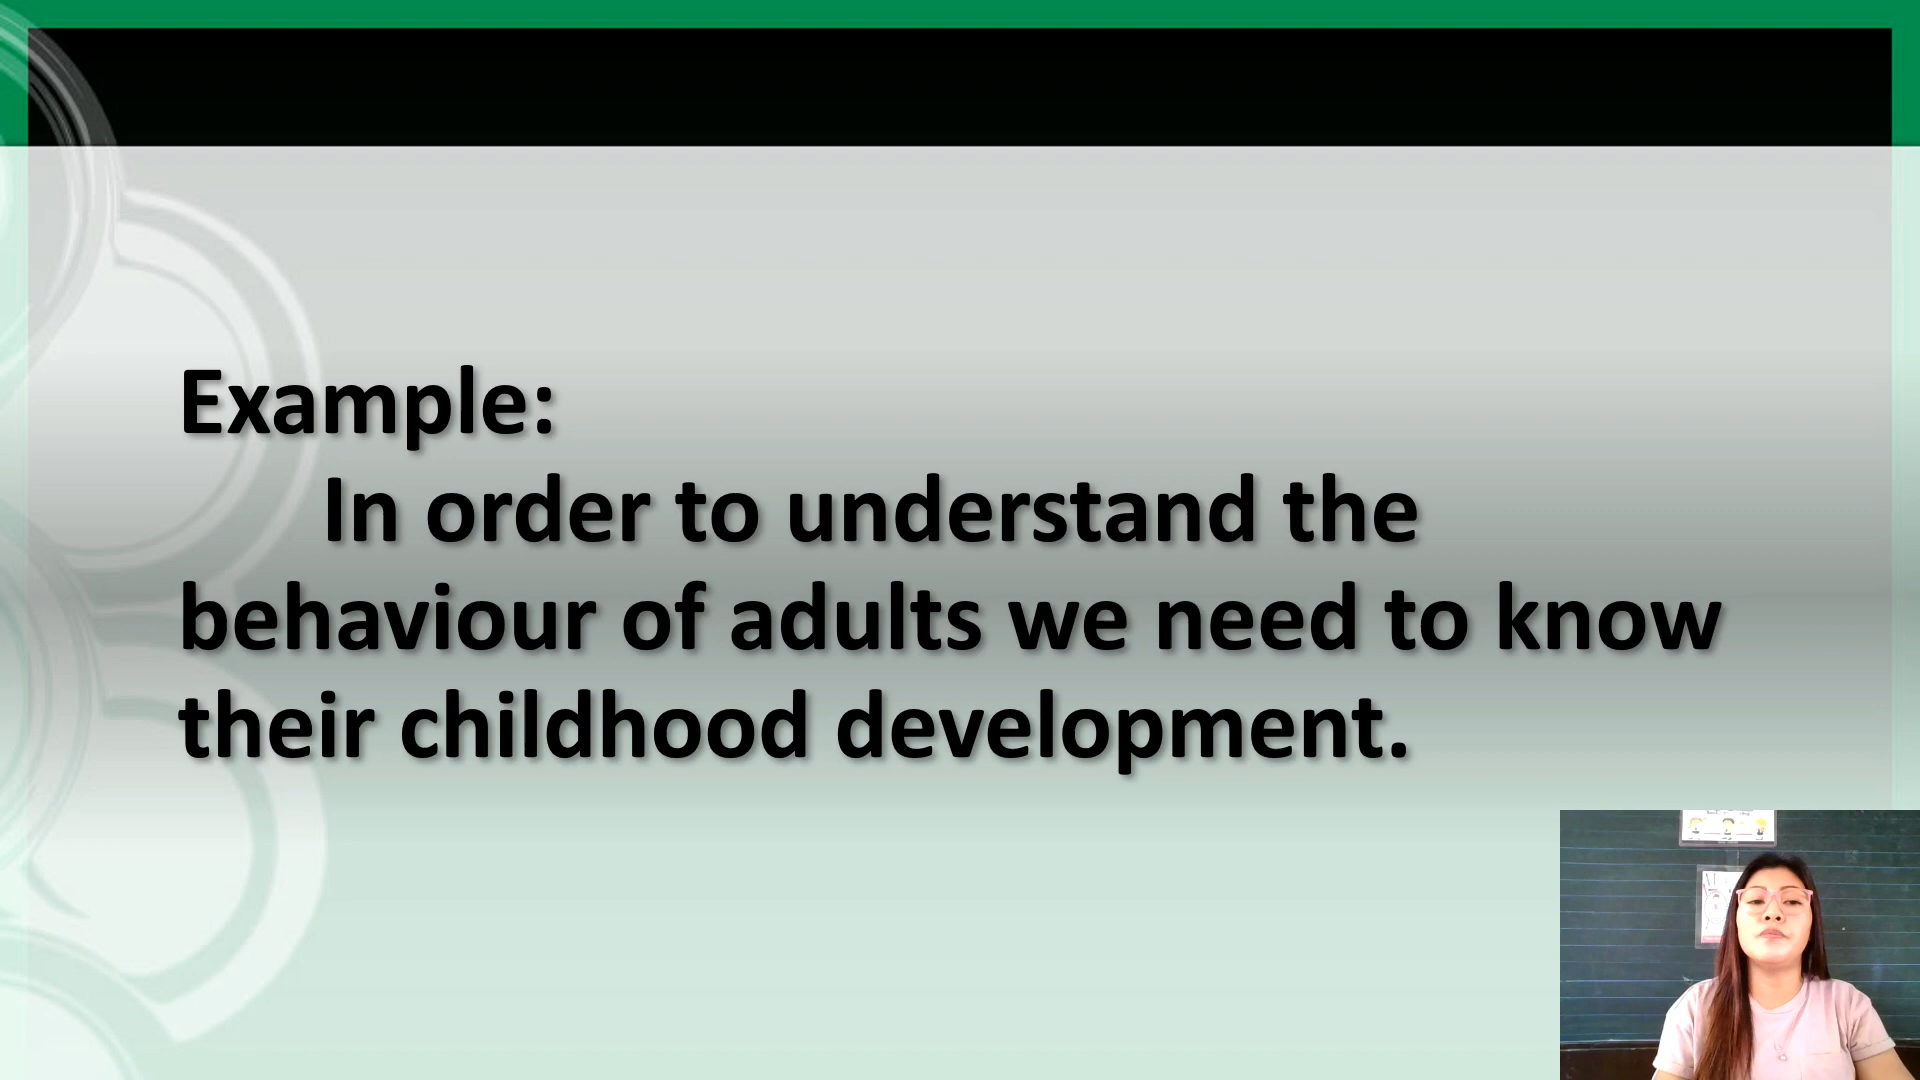 Example:
In order to understand the
behaviour of adults we need to know
their childhood development.